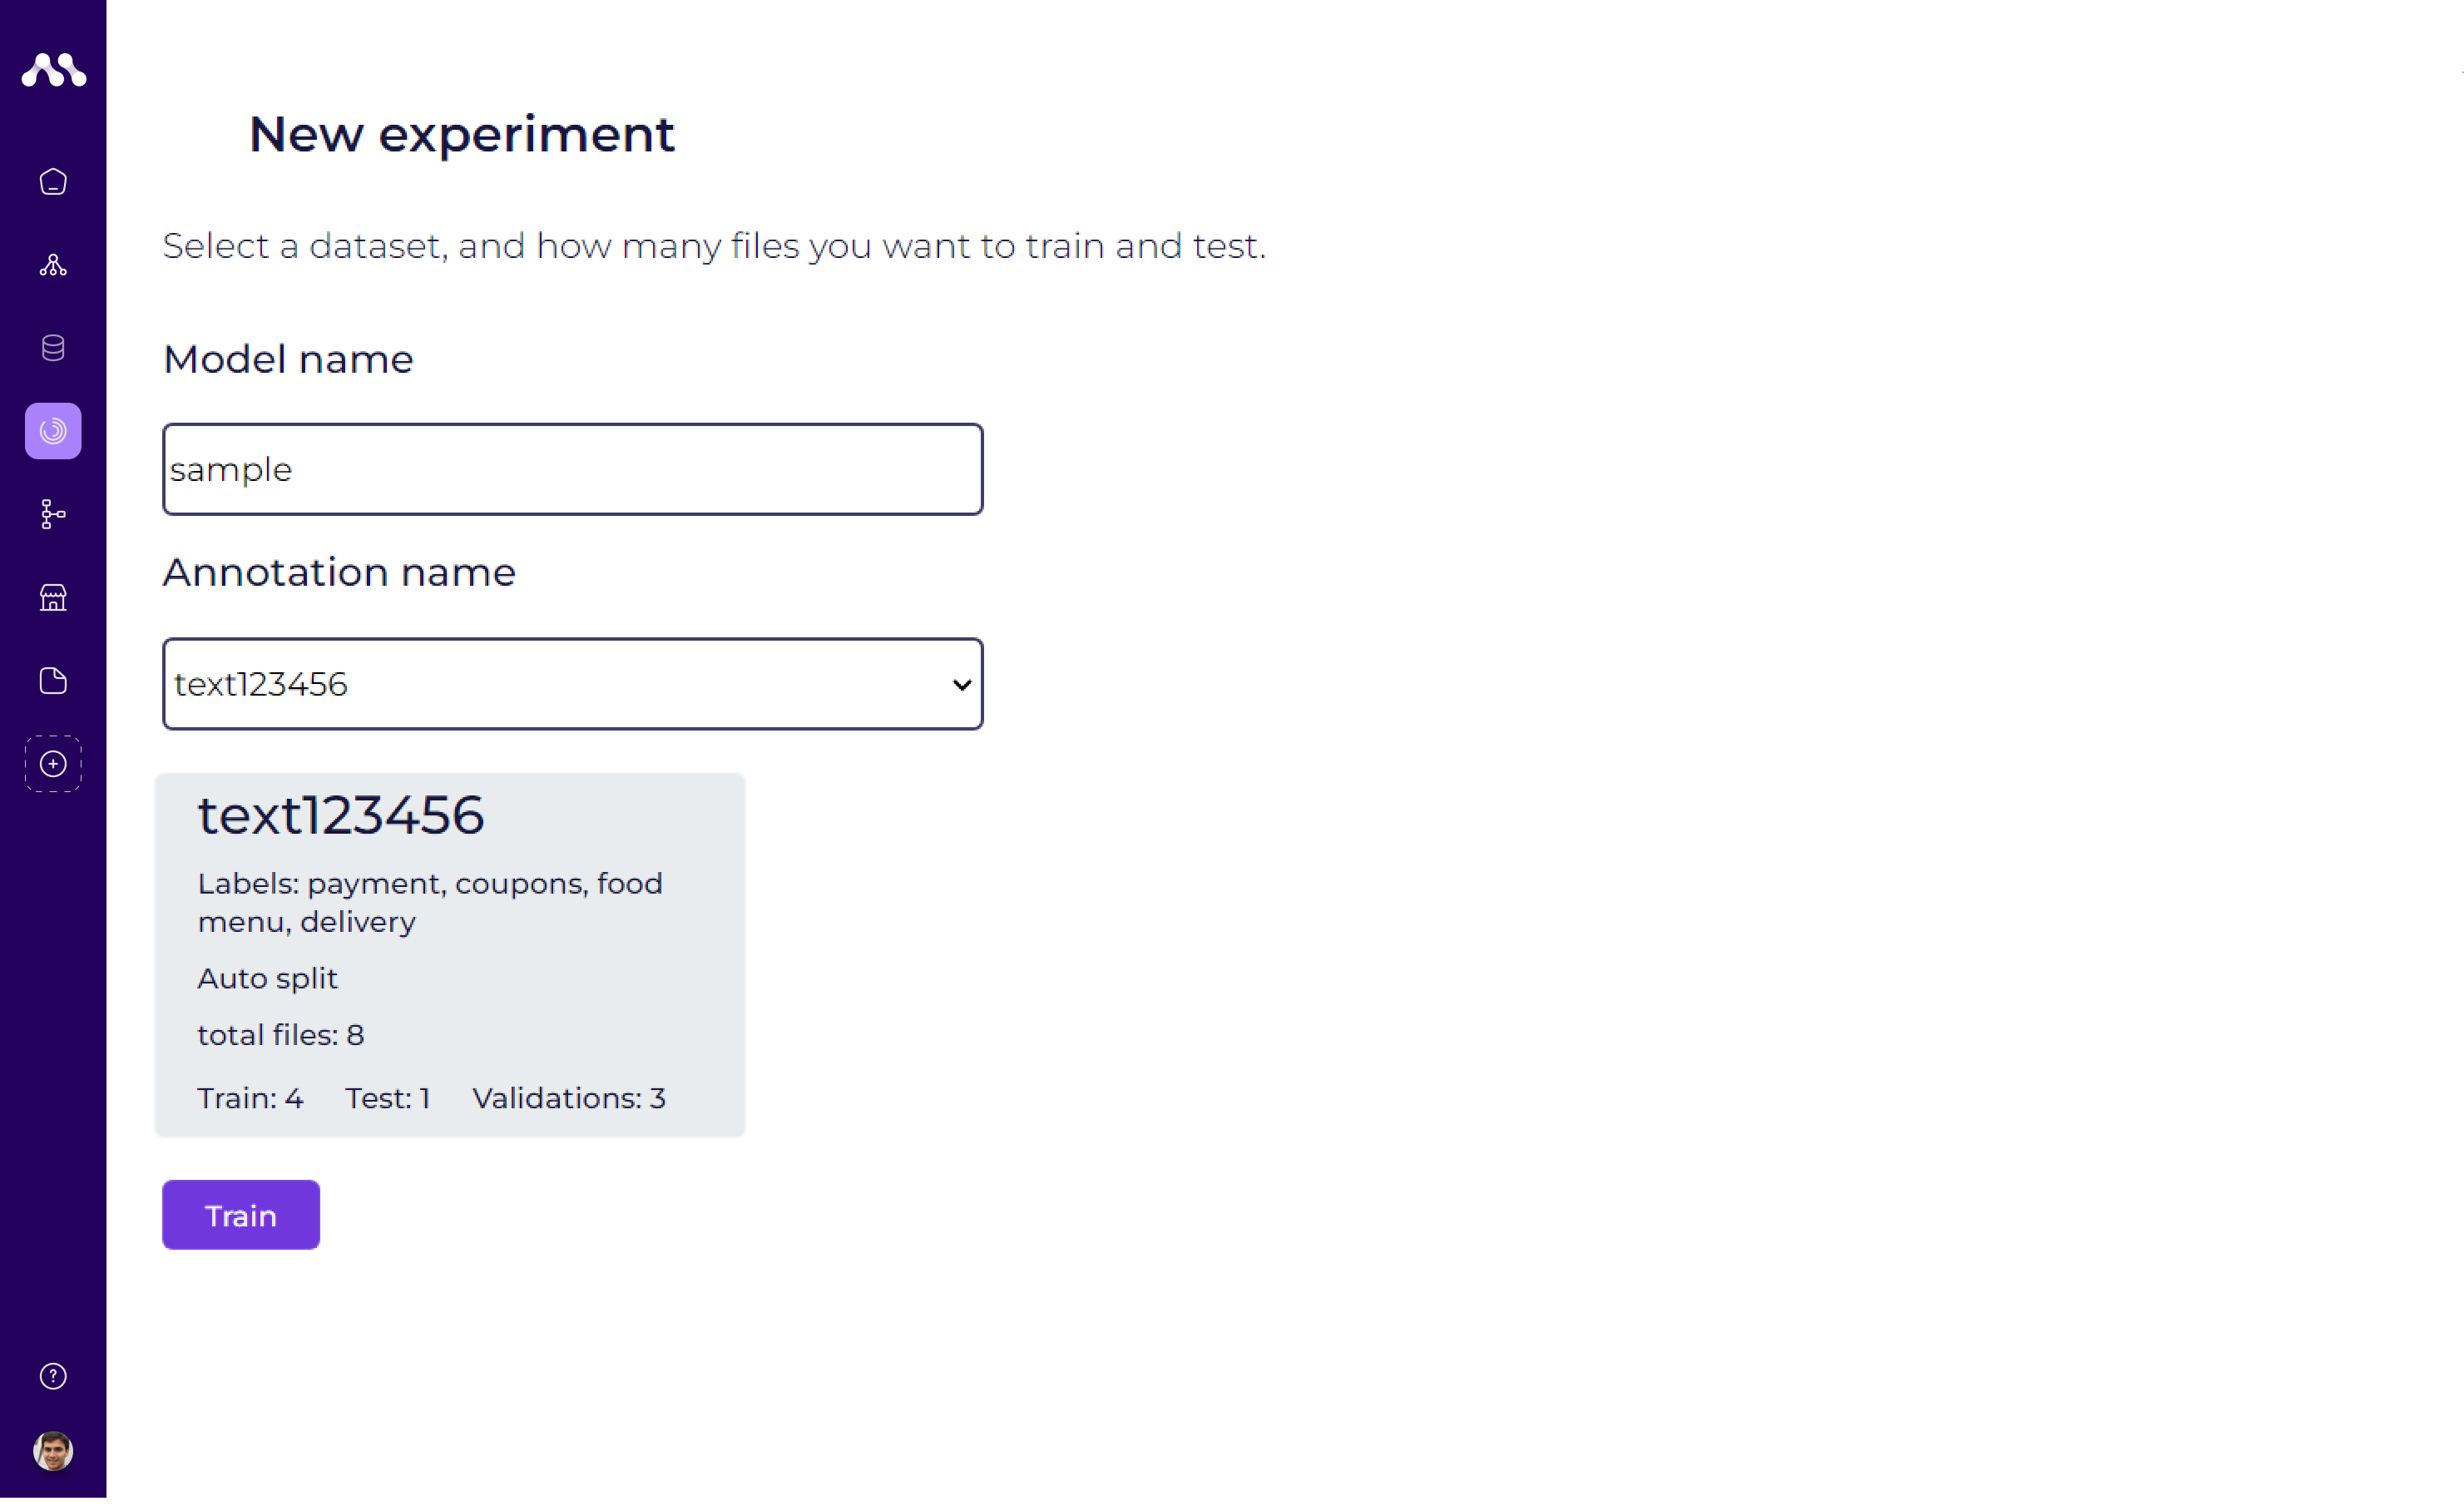 New experiment
Select a dataset, and how many files you want to train and test.
Model name
sample
Annotation name
text123456
text123456
Labels: payment, coupons, food
menu, delivery
Auto split
total files: 8
Train: 4 Test: 1 Validations: 3
Train
?